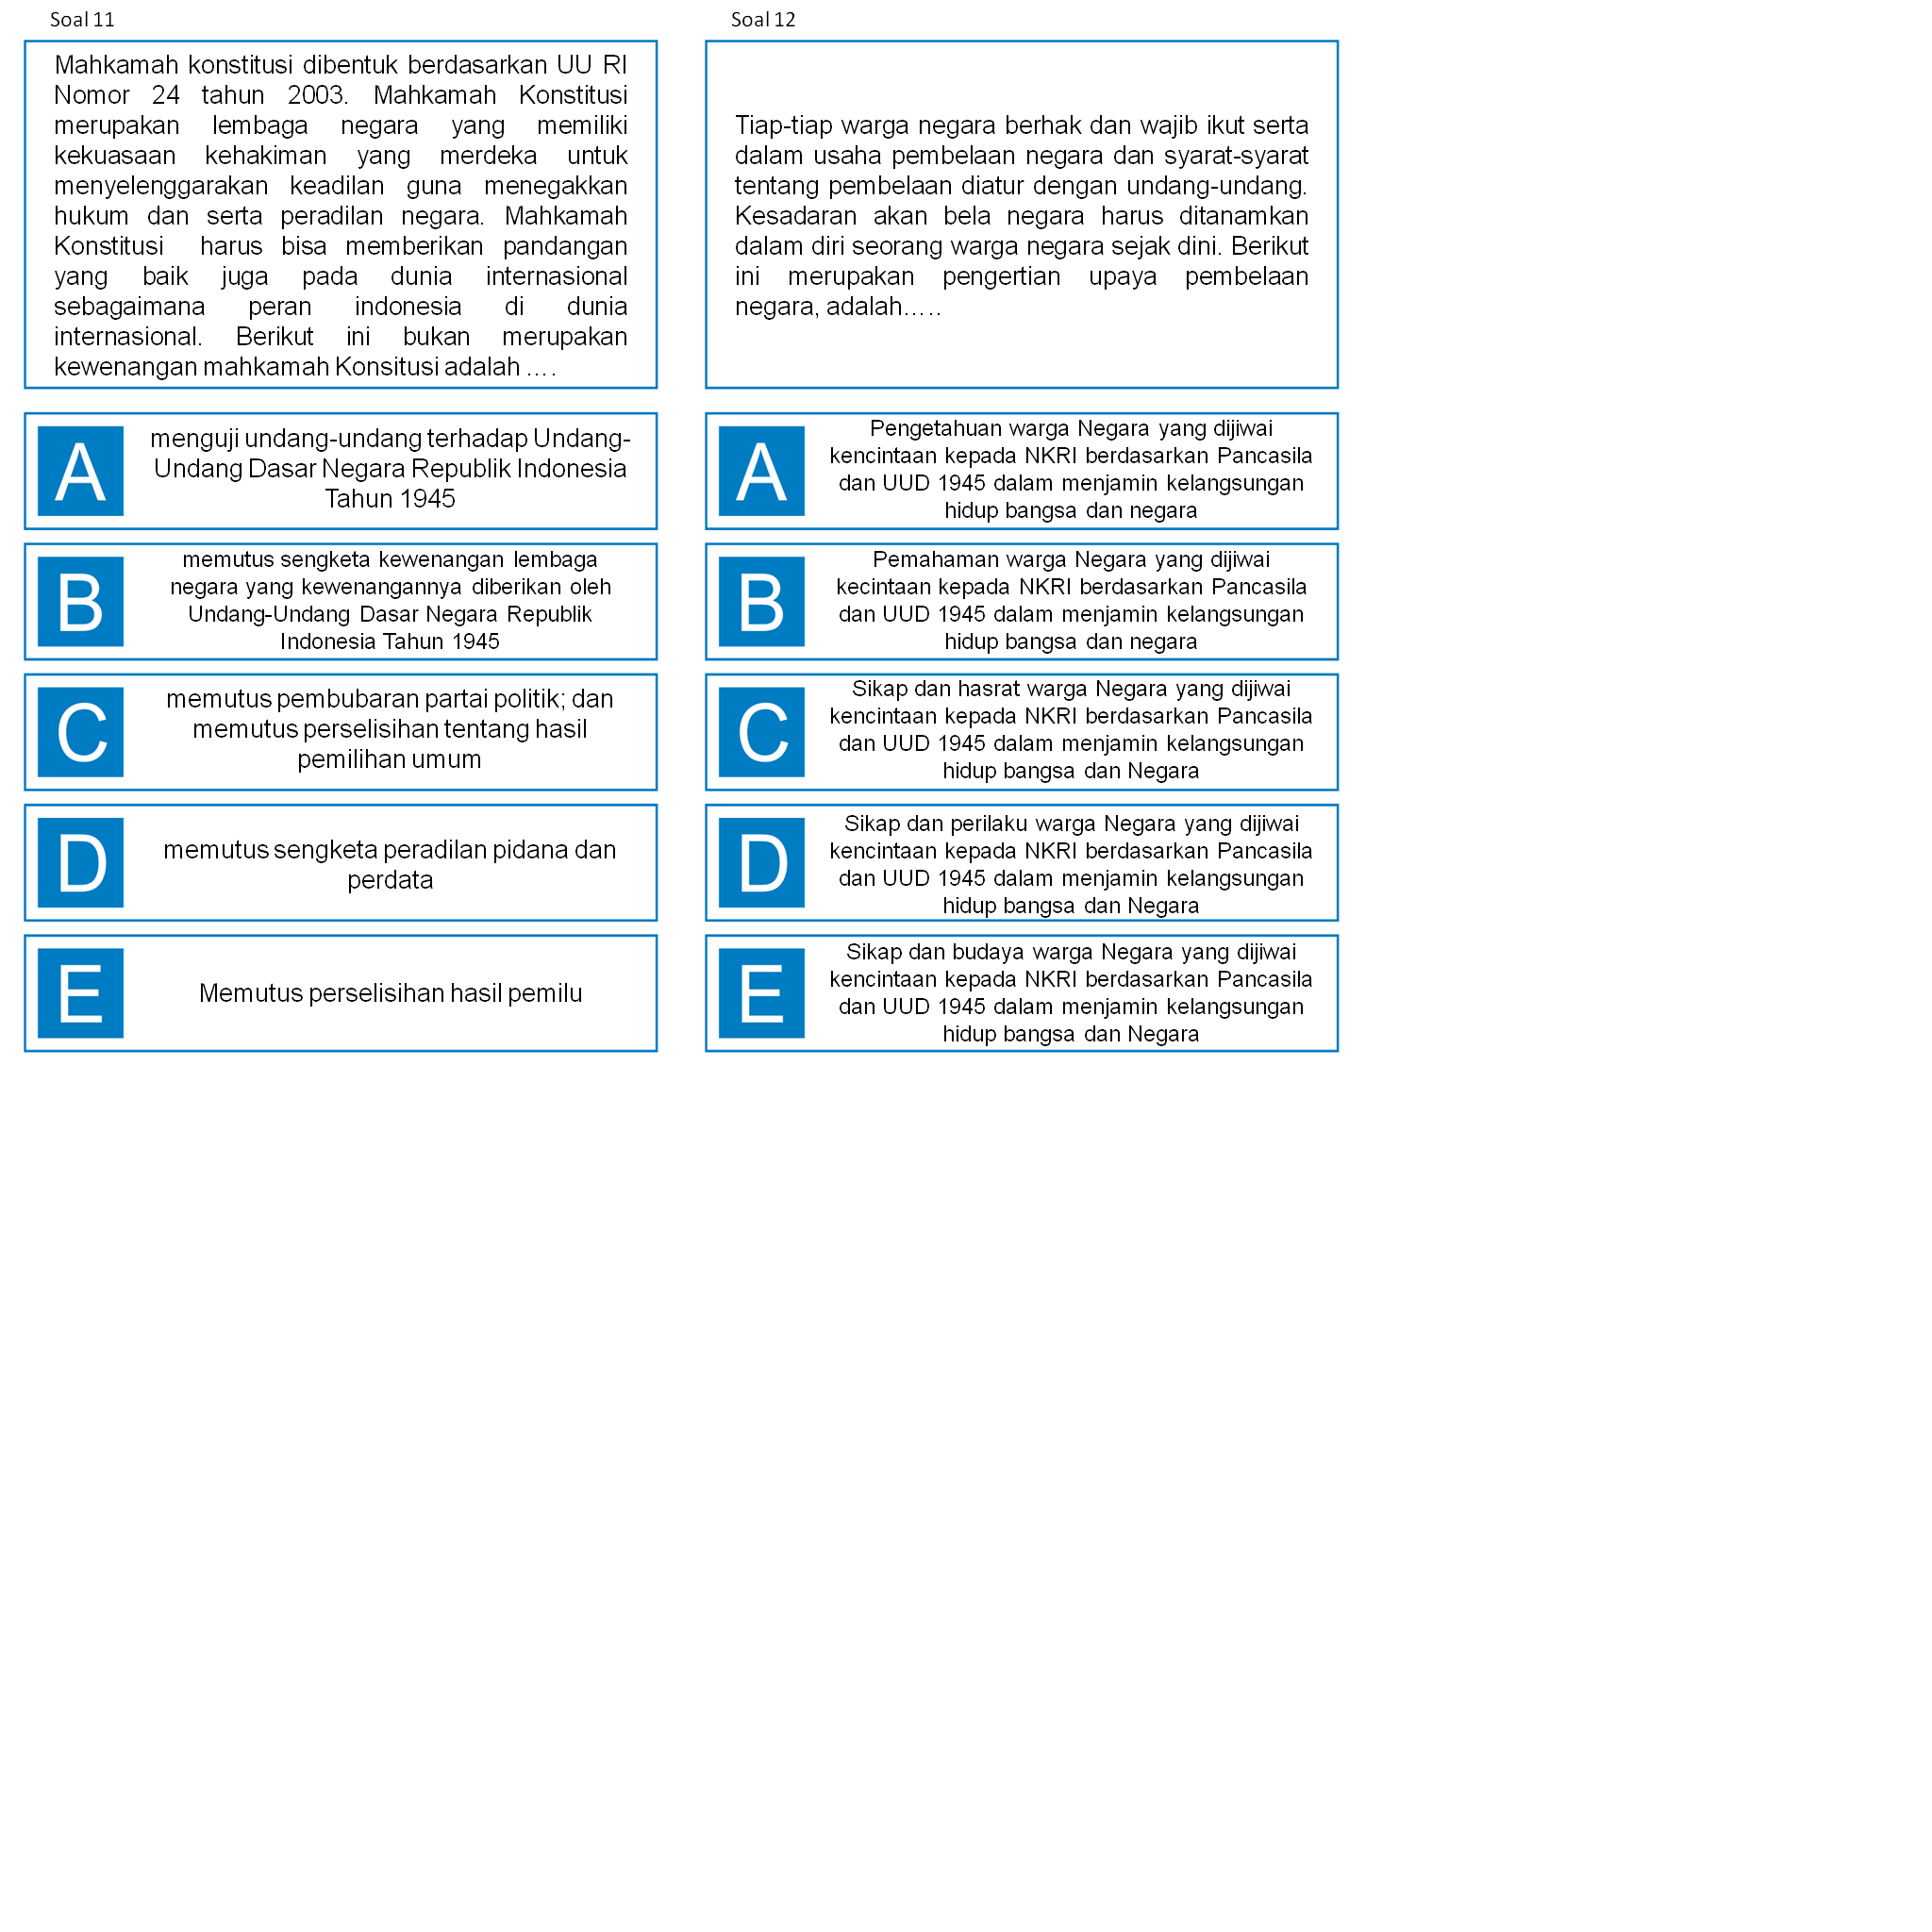 Soal 11
Mahkamah konstitusi dibentuk berdasarkan UU RI
Nomor 24 tahun 2003. Mahkamah Konstitusi
merupakan lembaga negara yang memiliki
kekuasaan kehakiman yang merdeka untuk
menyelenggarakan keadilan guna menegakkan
hukum dan serta peradilan negara. Mahkamah
Konstitusi harus bisa memberikan pandangan
yang baik juga pada dunia internasional
sebagaimana peran indonesia di dunia
internasional. Berikut ini bukan merupakan
kewenangan mahkamah Konsitusi adalah ....
A
menguji undang-undang terhadap Undang-
Undang Dasar Negara Republik Indonesia
Tahun 1945
B
memutus sengketa kewenangan lembaga
negara yang kewenangannya diberikan oleh
Undang-Undang Dasar Negara Republik
Indonesia Tahun 1945
C
memutus pembubaran partai politik; dan
memutus perselisihan tentang hasil
pemilihan umum
D
memutus sengketa peradilan pidana dan
perdata
E
Memutus perselisihan hasil pemilu
Soal 12
Tiap-tiap warga negara berhak dan wajib ikut serta
dalam usaha pembelaan negara dan syarat-syarat
tentang pembelaan diatur dengan undang-undang.
Kesadaran akan bela negara harus ditanamkan
dalam diri seorang warga negara sejak dini. Berikut
ini merupakan pengertian upaya pembelaan
negara, adalah.....
A
Pengetahuan warga Negara yang dijiwai
kencintaan kepada NKRI berdasarkan Pancasila
dan UUD 1945 dalam menjamin kelangsungan
hidup bangsa dan negara
B
Pemahaman warga Negara yang dijiwai
kecintaan kepada NKRI berdasarkan Pancasila
dan UUD 1945 dalam menjamin kelangsungan
hidup bangsa dan negara
C
Sikap dan hasrat warga Negara yang dijiwai
kencintaan kepada NKRI berdasarkan Pancasila
dan UUD 1945 dalam menjamin kelangsungan
hidup bangsa dan Negara
D
Sikap dan perilaku warga Negara yang dijiwai
kencintaan kepada NKRI berdasarkan Pancasila
dan UUD 1945 dalam menjamin kelangsungan
hidup bangsa dan Negara
E
Sikap dan budaya warga Negara yang dijiwai
kencintaan kepada NKRI berdasarkan Pancasila
dan UUD 1945 dalam menjamin kelangsungan
hidup bangsa dan Negara